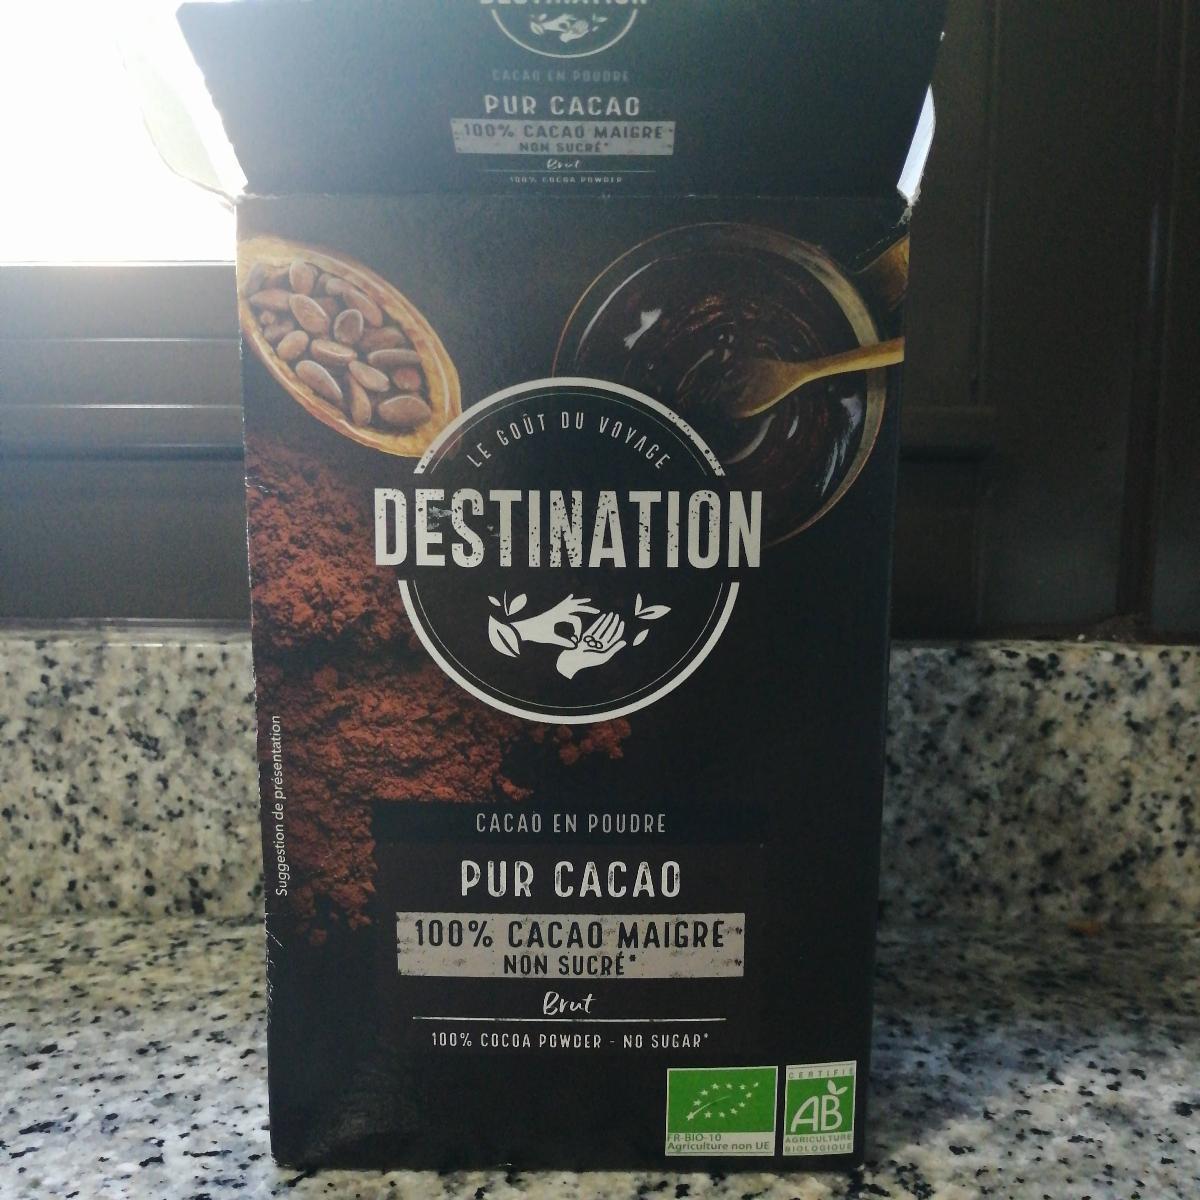 DESTINATION
CACAO EN POUDRE
PUR CACAO
100% CACAO MAIGRE
NON SUCRÉ*
Brut
100% COCOA POWDER
LE GOÛT DU VOYAGE
DESTINATION
Suggestion de présentation
CACAO EN POUDRE
PUR CACAO
100% CACAO MAIGRE
NON SUCRÉ*
Brut
100% COCOA POWDER - NO SUGAR*
FR-BIO-10
Agriculture non UE
CERTIFIÉ
AB
AGRICULTURE
BIOLOGIQUE